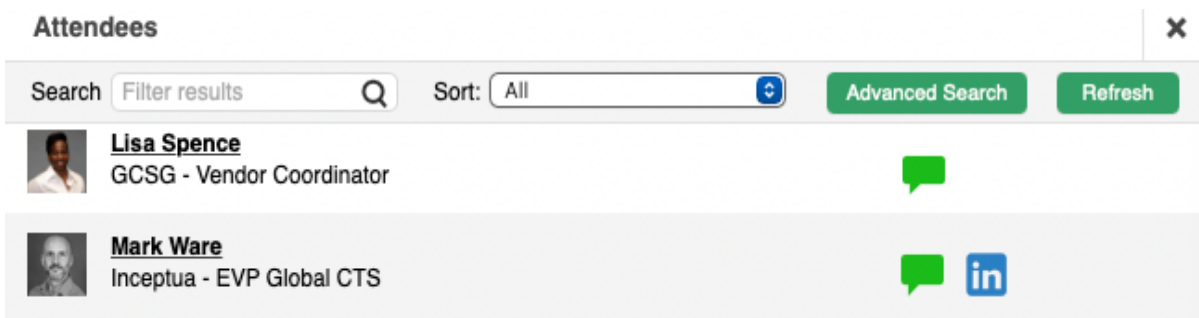 Attendees
Search Filter results Sort: All Advanced Search Refresh
Lisa Spence
GCSG - Vendor Coordinator
Mark Ware
Inceptua - EVP Global CTS
in